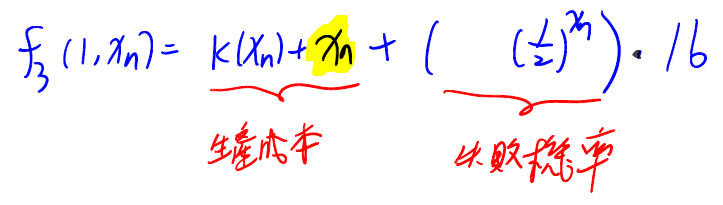 f₃(1,xₙ)= K(xₙ)+xₙ+( (1/2)^xₙ)·16
生產成本 失敗機率